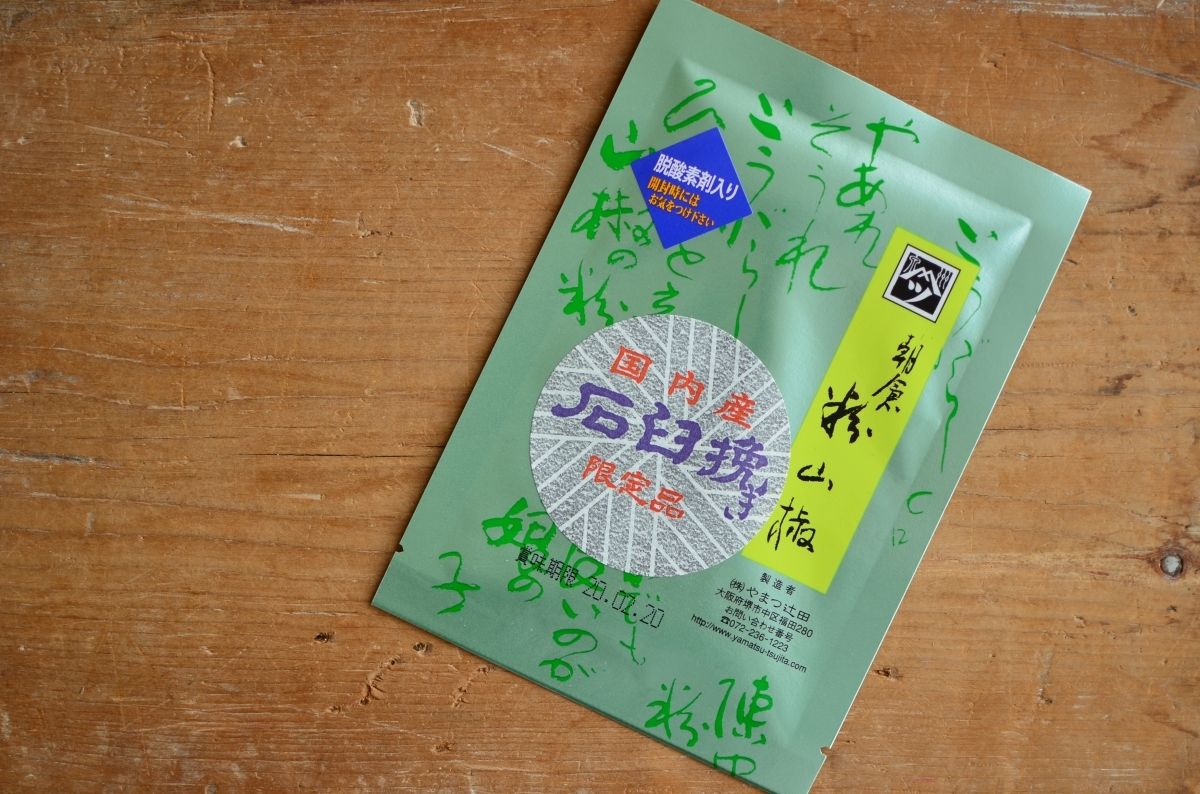 やあれ
そうれ
ごうがらし
山椒の粉
脱酸素剤入り
開封時には
お気をつけ下さい
朝倉
粉山椒
国内産
石臼挽き
限定品
賞味期限 20.02.20
製造者
(株)やまつ辻田
大阪府堺市中区福田280
お問い合わせ番号
☎072-236-1223
http://www.yamatsu-tsujita.com
陳
粉